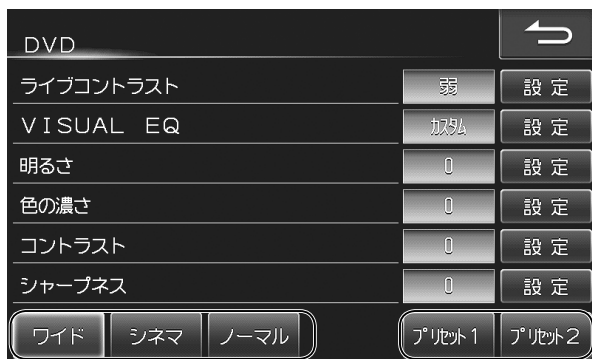 DVD
ライブコントラスト 弱 設定
VISUAL EQ カスタム 設定
明るさ 0 設定
色の濃さ 0 設定
コントラスト 0 設定
シャープネス 0 設定
ワイド シネマ ノーマル プリセット1 プリセット2